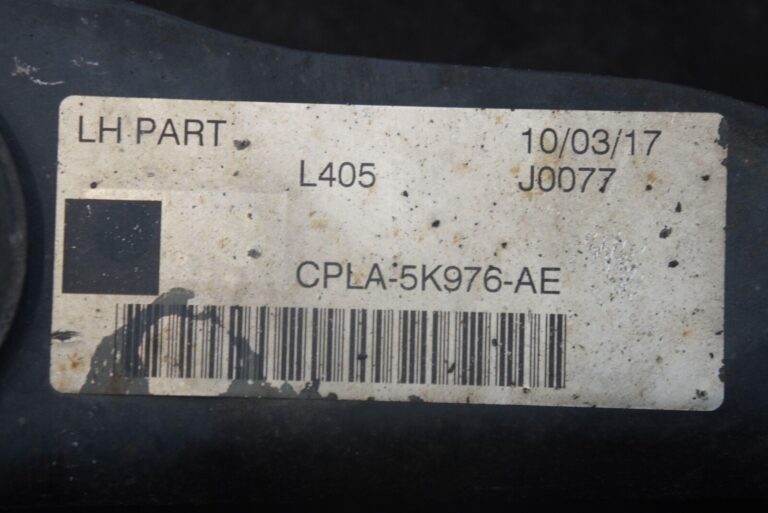 LH PART
10/03/17
L405
J0077
CPLA-5K976-AE